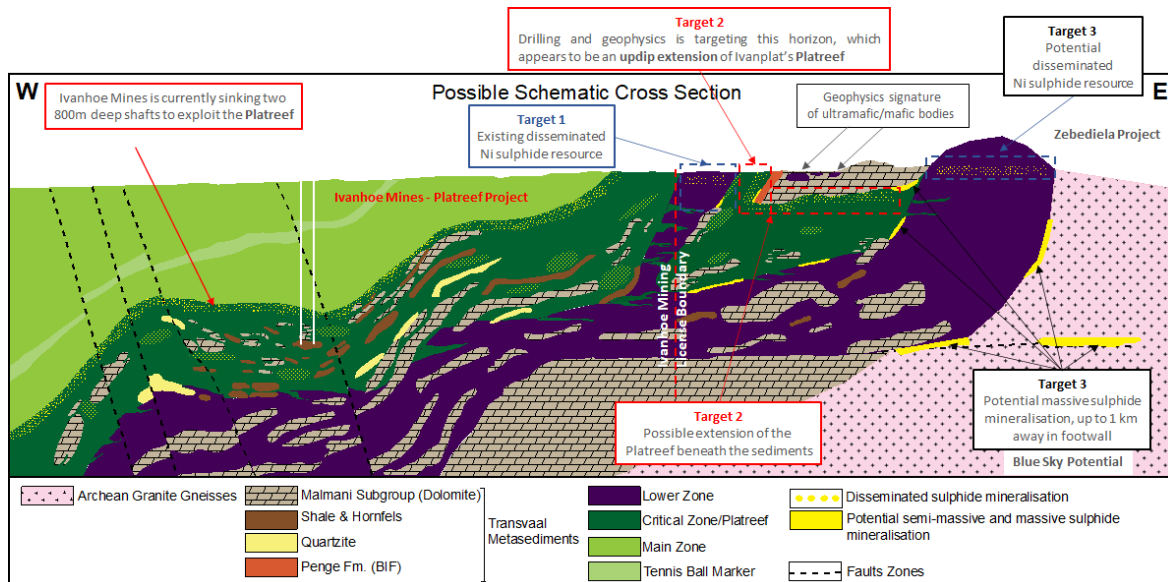 Target 2
Drilling and geophysics is targeting this horizon, which
appears to be an updip extension of Ivanplat's Platreef
Target 3
Potential
disseminated
Ni sulphide resource
W
Ivanhoe Mines is currently sinking two
800m deep shafts to exploit the Platreef
Possible Schematic Cross Section
E
Target 1
Existing disseminated
Ni sulphide resource
Geophysics signature
of ultramafic/mafic bodies
Zebediela Project
Ivanhoe Mines - Platreef Project
Ivanhoe Mining
License Boundary
Target 2
Possible extension of the
Platreef beneath the sediments
Target 3
Potential massive sulphide
mineralisation, up to 1 km
away in footwall
Blue Sky Potential
Archean Granite Gneisses
Malmani Subgroup (Dolomite)
Shale & Hornfels
Quartzite
Penge Fm. (BIF)
Transvaal
Metasediments
Lower Zone
Critical Zone/Platreef
Main Zone
Tennis Ball Marker
Disseminated sulphide mineralisation
Potential semi-massive and massive sulphide
mineralisation
Faults Zones